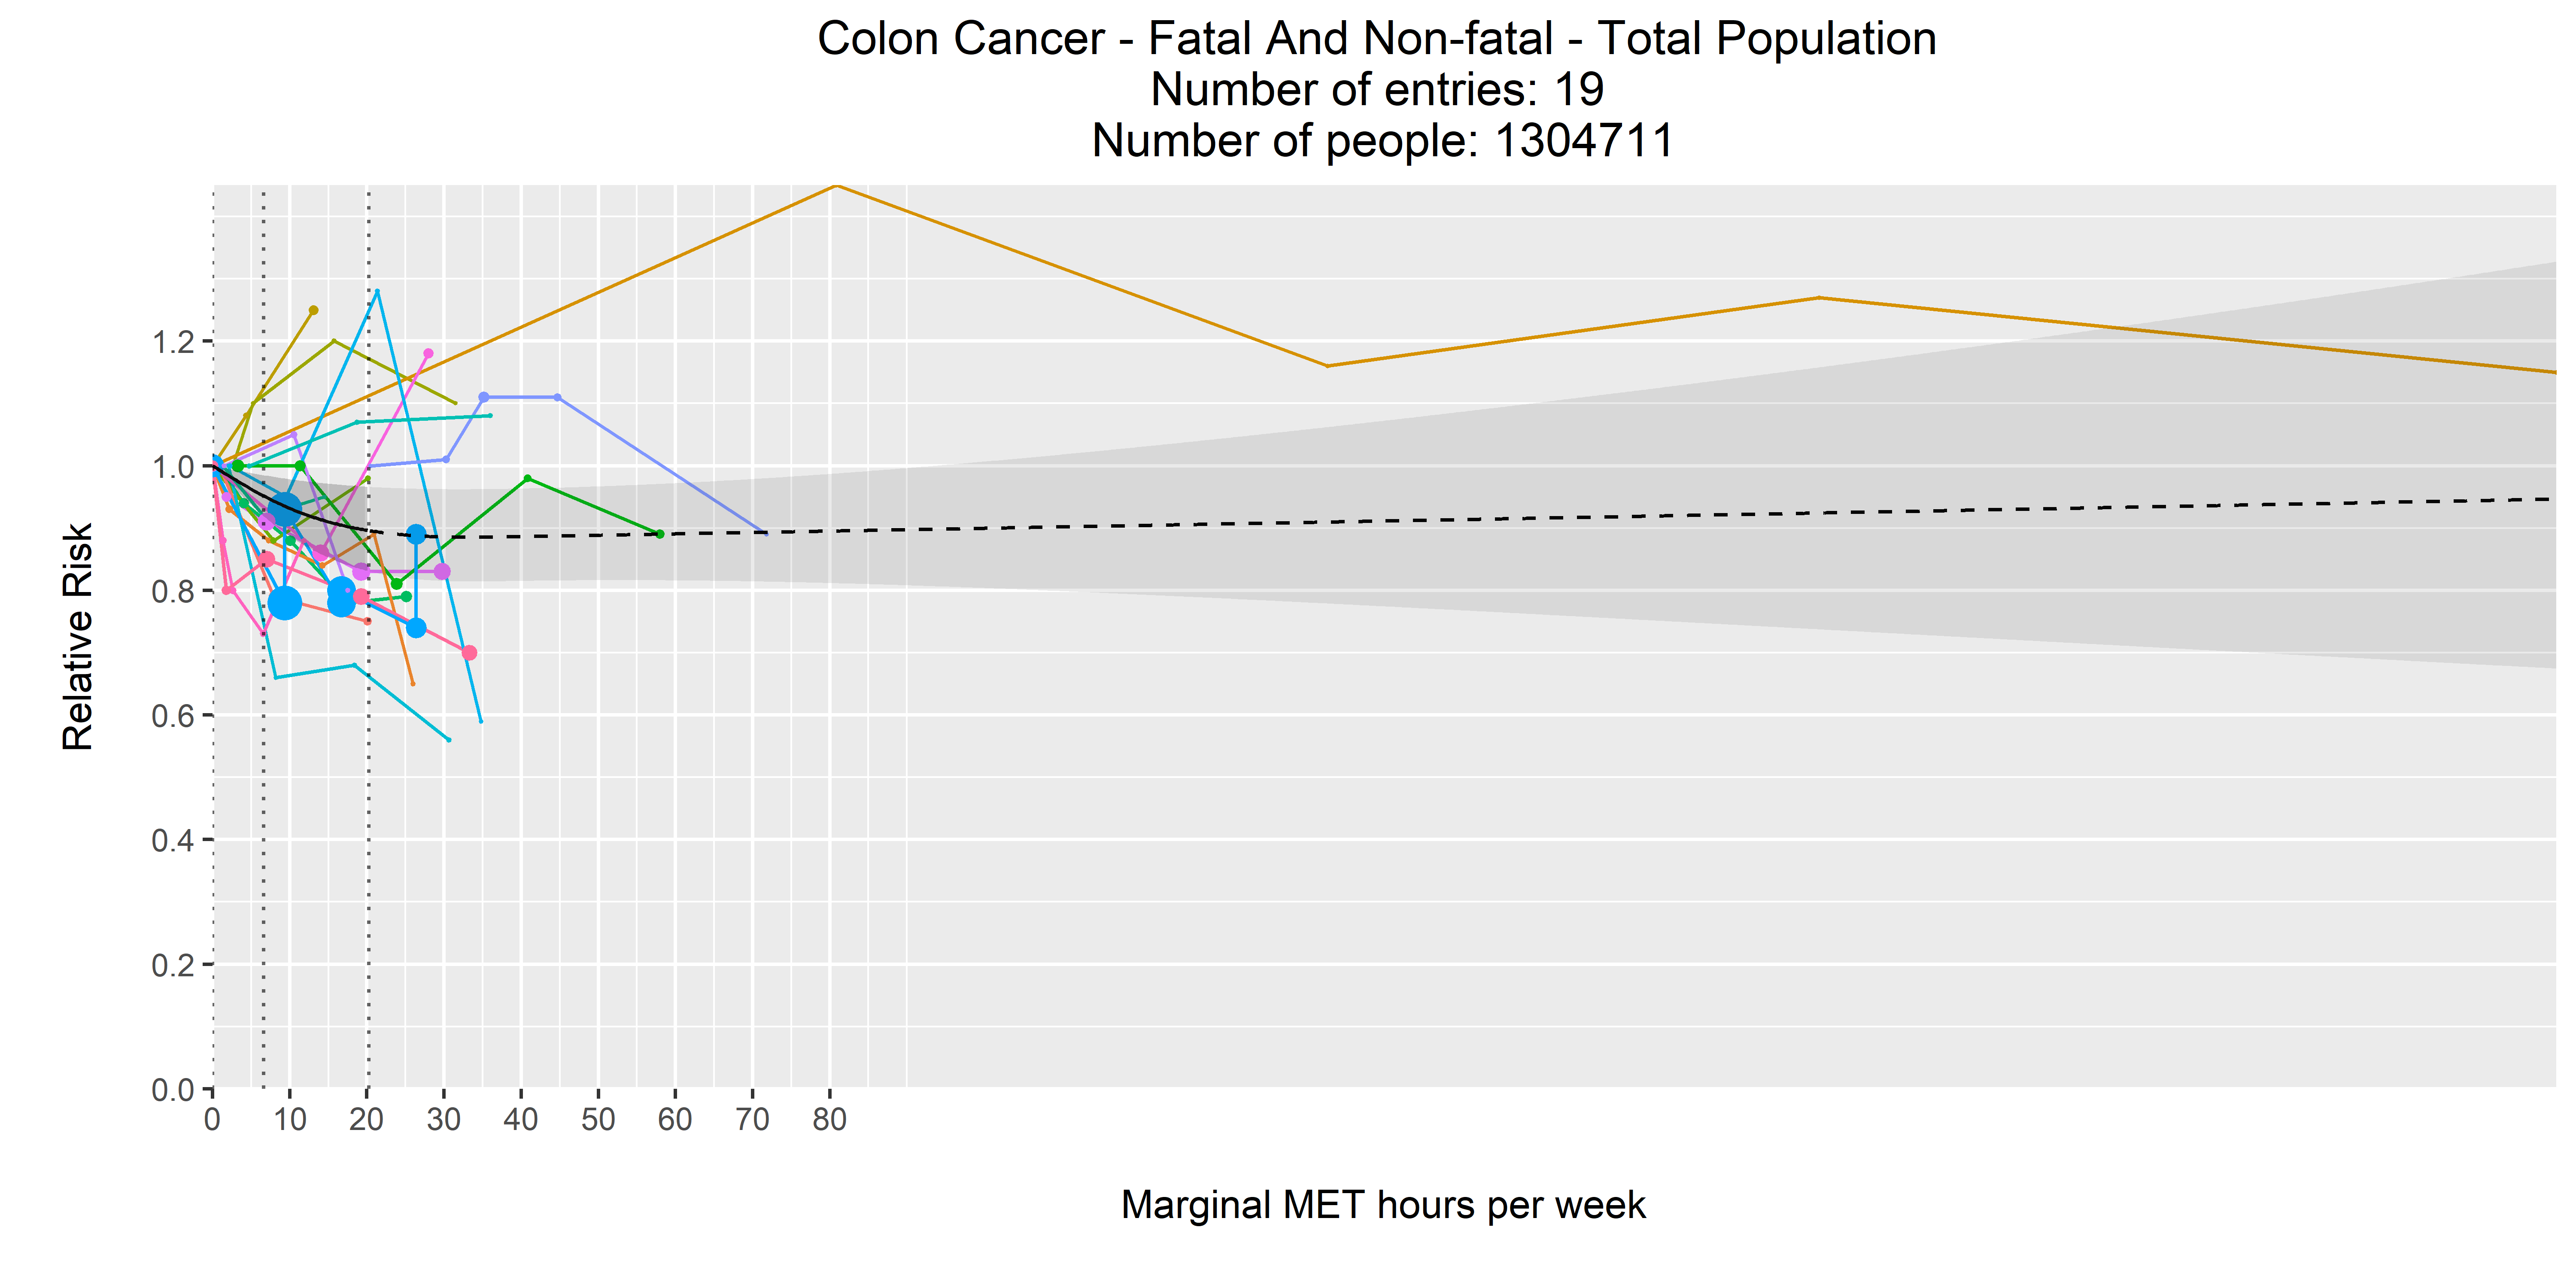 Colon Cancer - Fatal And Non-fatal - Total Population
Number of entries: 19
Number of people: 1304711
Relative Risk
1.2
1.0
0.8
0.6
0.4
0.2
0.0
0 10 20 30 40 50 60 70 80
Marginal MET hours per week